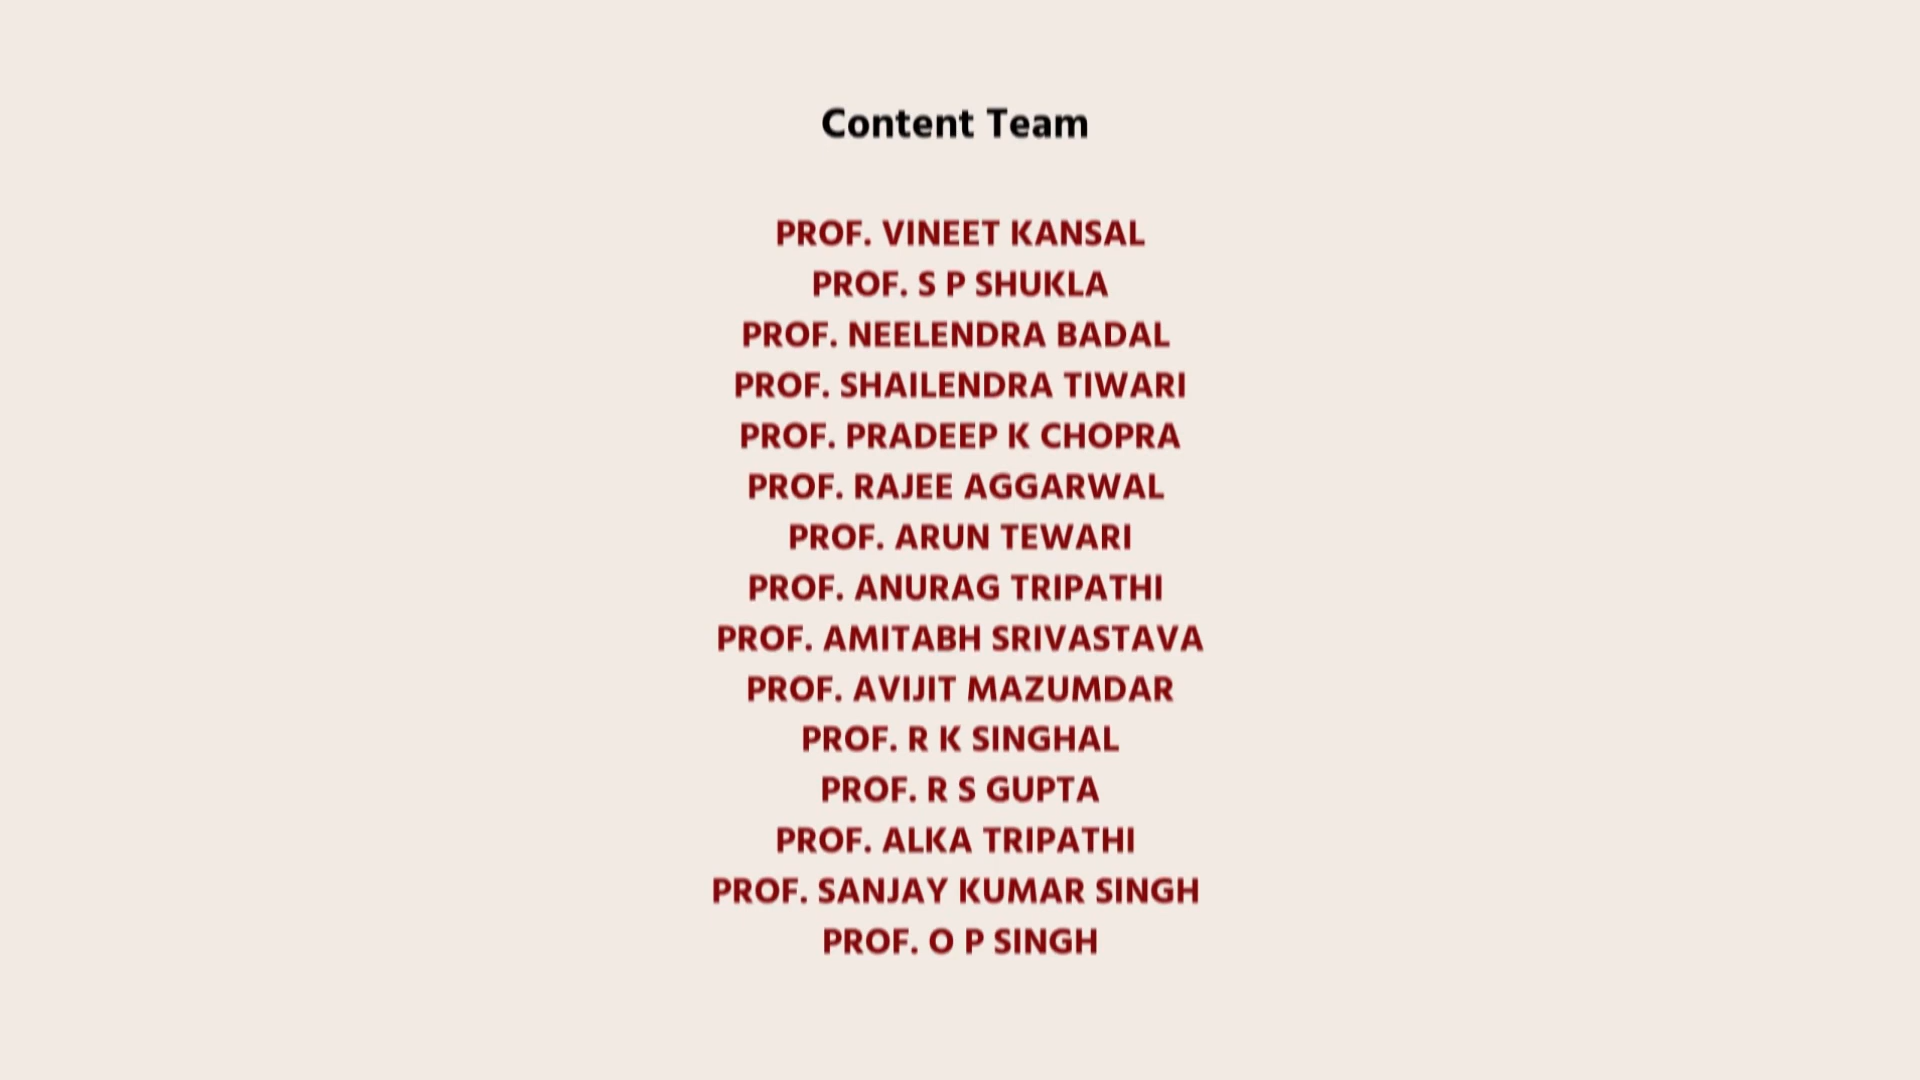 Content Team
PROF. VINEET KANSAL
PROF. S P SHUKLA
PROF. NEELENDRA BADAL
PROF. SHAILENDRA TIWARI
PROF. PRADEEP K CHOPRA
PROF. RAJEE AGGARWAL
PROF. ARUN TEWARI
PROF. ANURAG TRIPATHI
PROF. AMITABH SRIVASTAVA
PROF. AVIJIT MAZUMDAR
PROF. R K SINGHAL
PROF. R S GUPTA
PROF. ALKA TRIPATHI
PROF. SANJAY KUMAR SINGH
PROF. O P SINGH